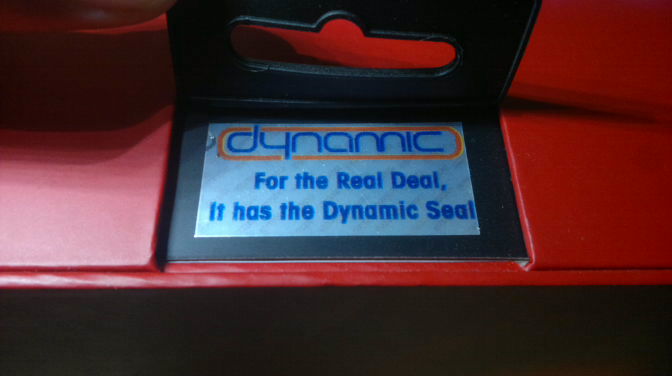 dynamic
For the Real Deal,
It has the Dynamic Seal